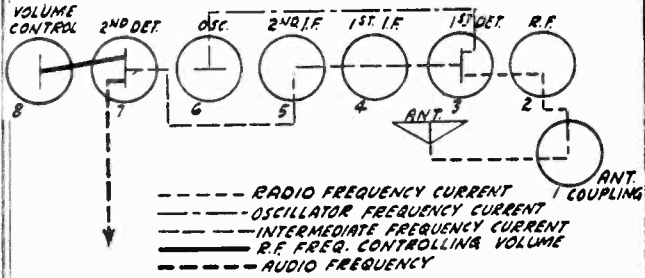 VOLUME CONTROL
2ND DET.
OSC.
2ND I.F.
1ST. I.F.
1ST. DET.
R.F.
8
7
6
5
4
3
2
ANT.
1
ANT. COUPLING
RADIO FREQUENCY CURRENT
OSCILLATOR FREQUENCY CURRENT
INTERMEDIATE FREQUENCY CURRENT
R.F. FREQ. CONTROLLING VOLUME
AUDIO FREQUENCY